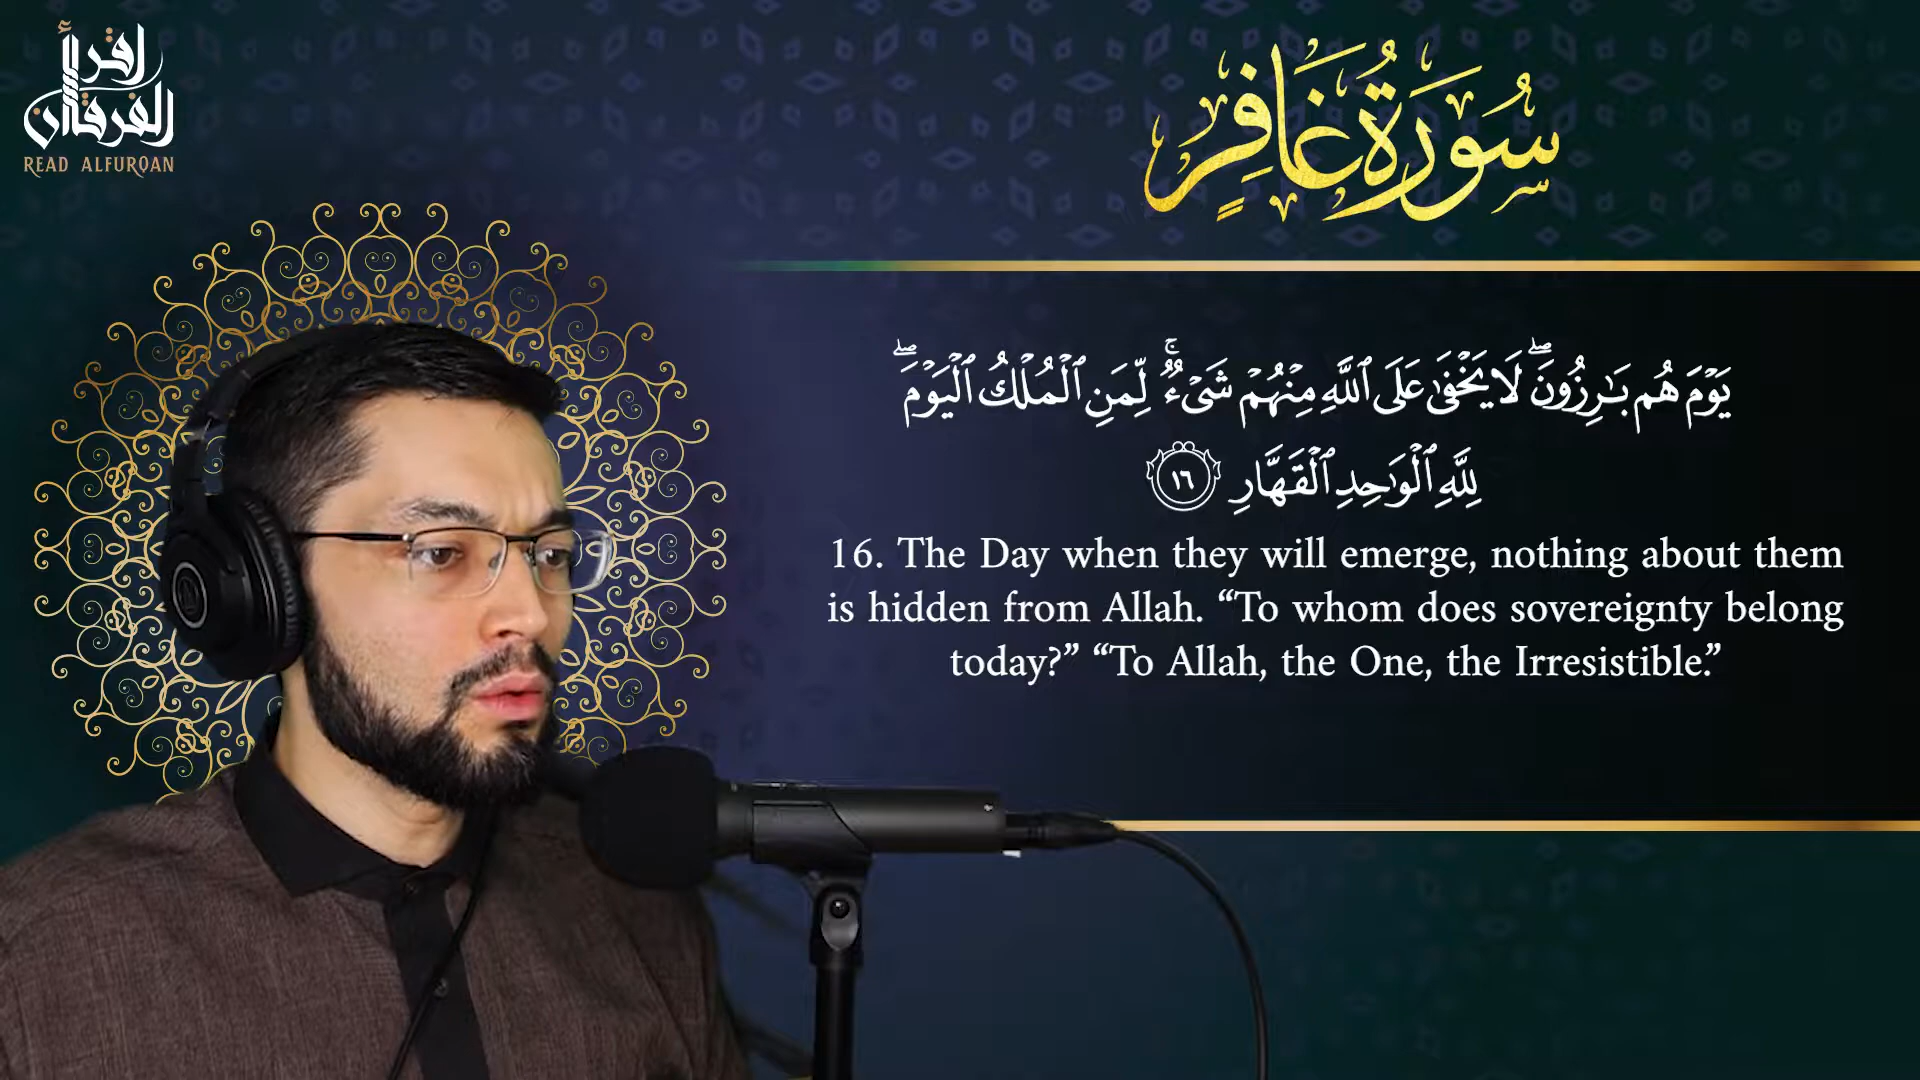 اقرأ
الفرقان
READ ALFURQAN
سُورَةُ غَافِرٍ
يَوْمَ هُم بَـٰرِزُونَ ۖ لَا يَخْفَىٰ عَلَى ٱللَّهِ مِنْهُمْ شَىْءٌ ۚ لِّمَنِ ٱلْمُلْكُ ٱلْيَوْمَ ۖ
لِلَّهِ ٱلْوَٰحِدِ ٱلْقَهَّارِ ١٦
16. The Day when they will emerge, nothing about them
is hidden from Allah. “To whom does sovereignty belong
today?” “To Allah, the One, the Irresistible.”